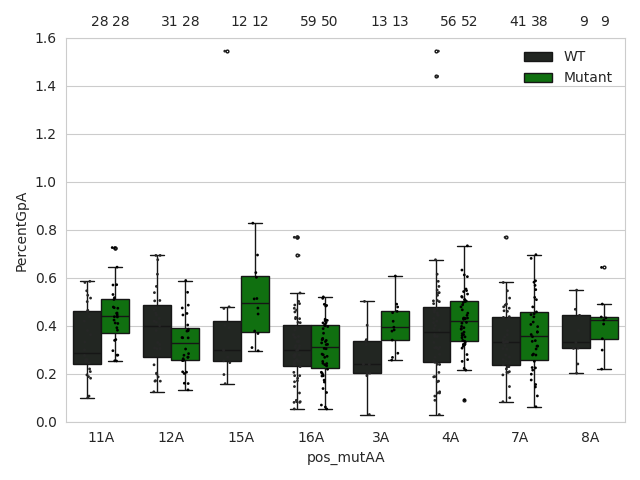 28 28 31 28 12 12 59 50 13 13 56 52 41 38 9 9
1.6
1.4
1.2
1.0
0.8
0.6
0.4
0.2
0.0
PercentGpA
WT
Mutant
11A 12A 15A 16A 3A 4A 7A 8A
pos_mutAA